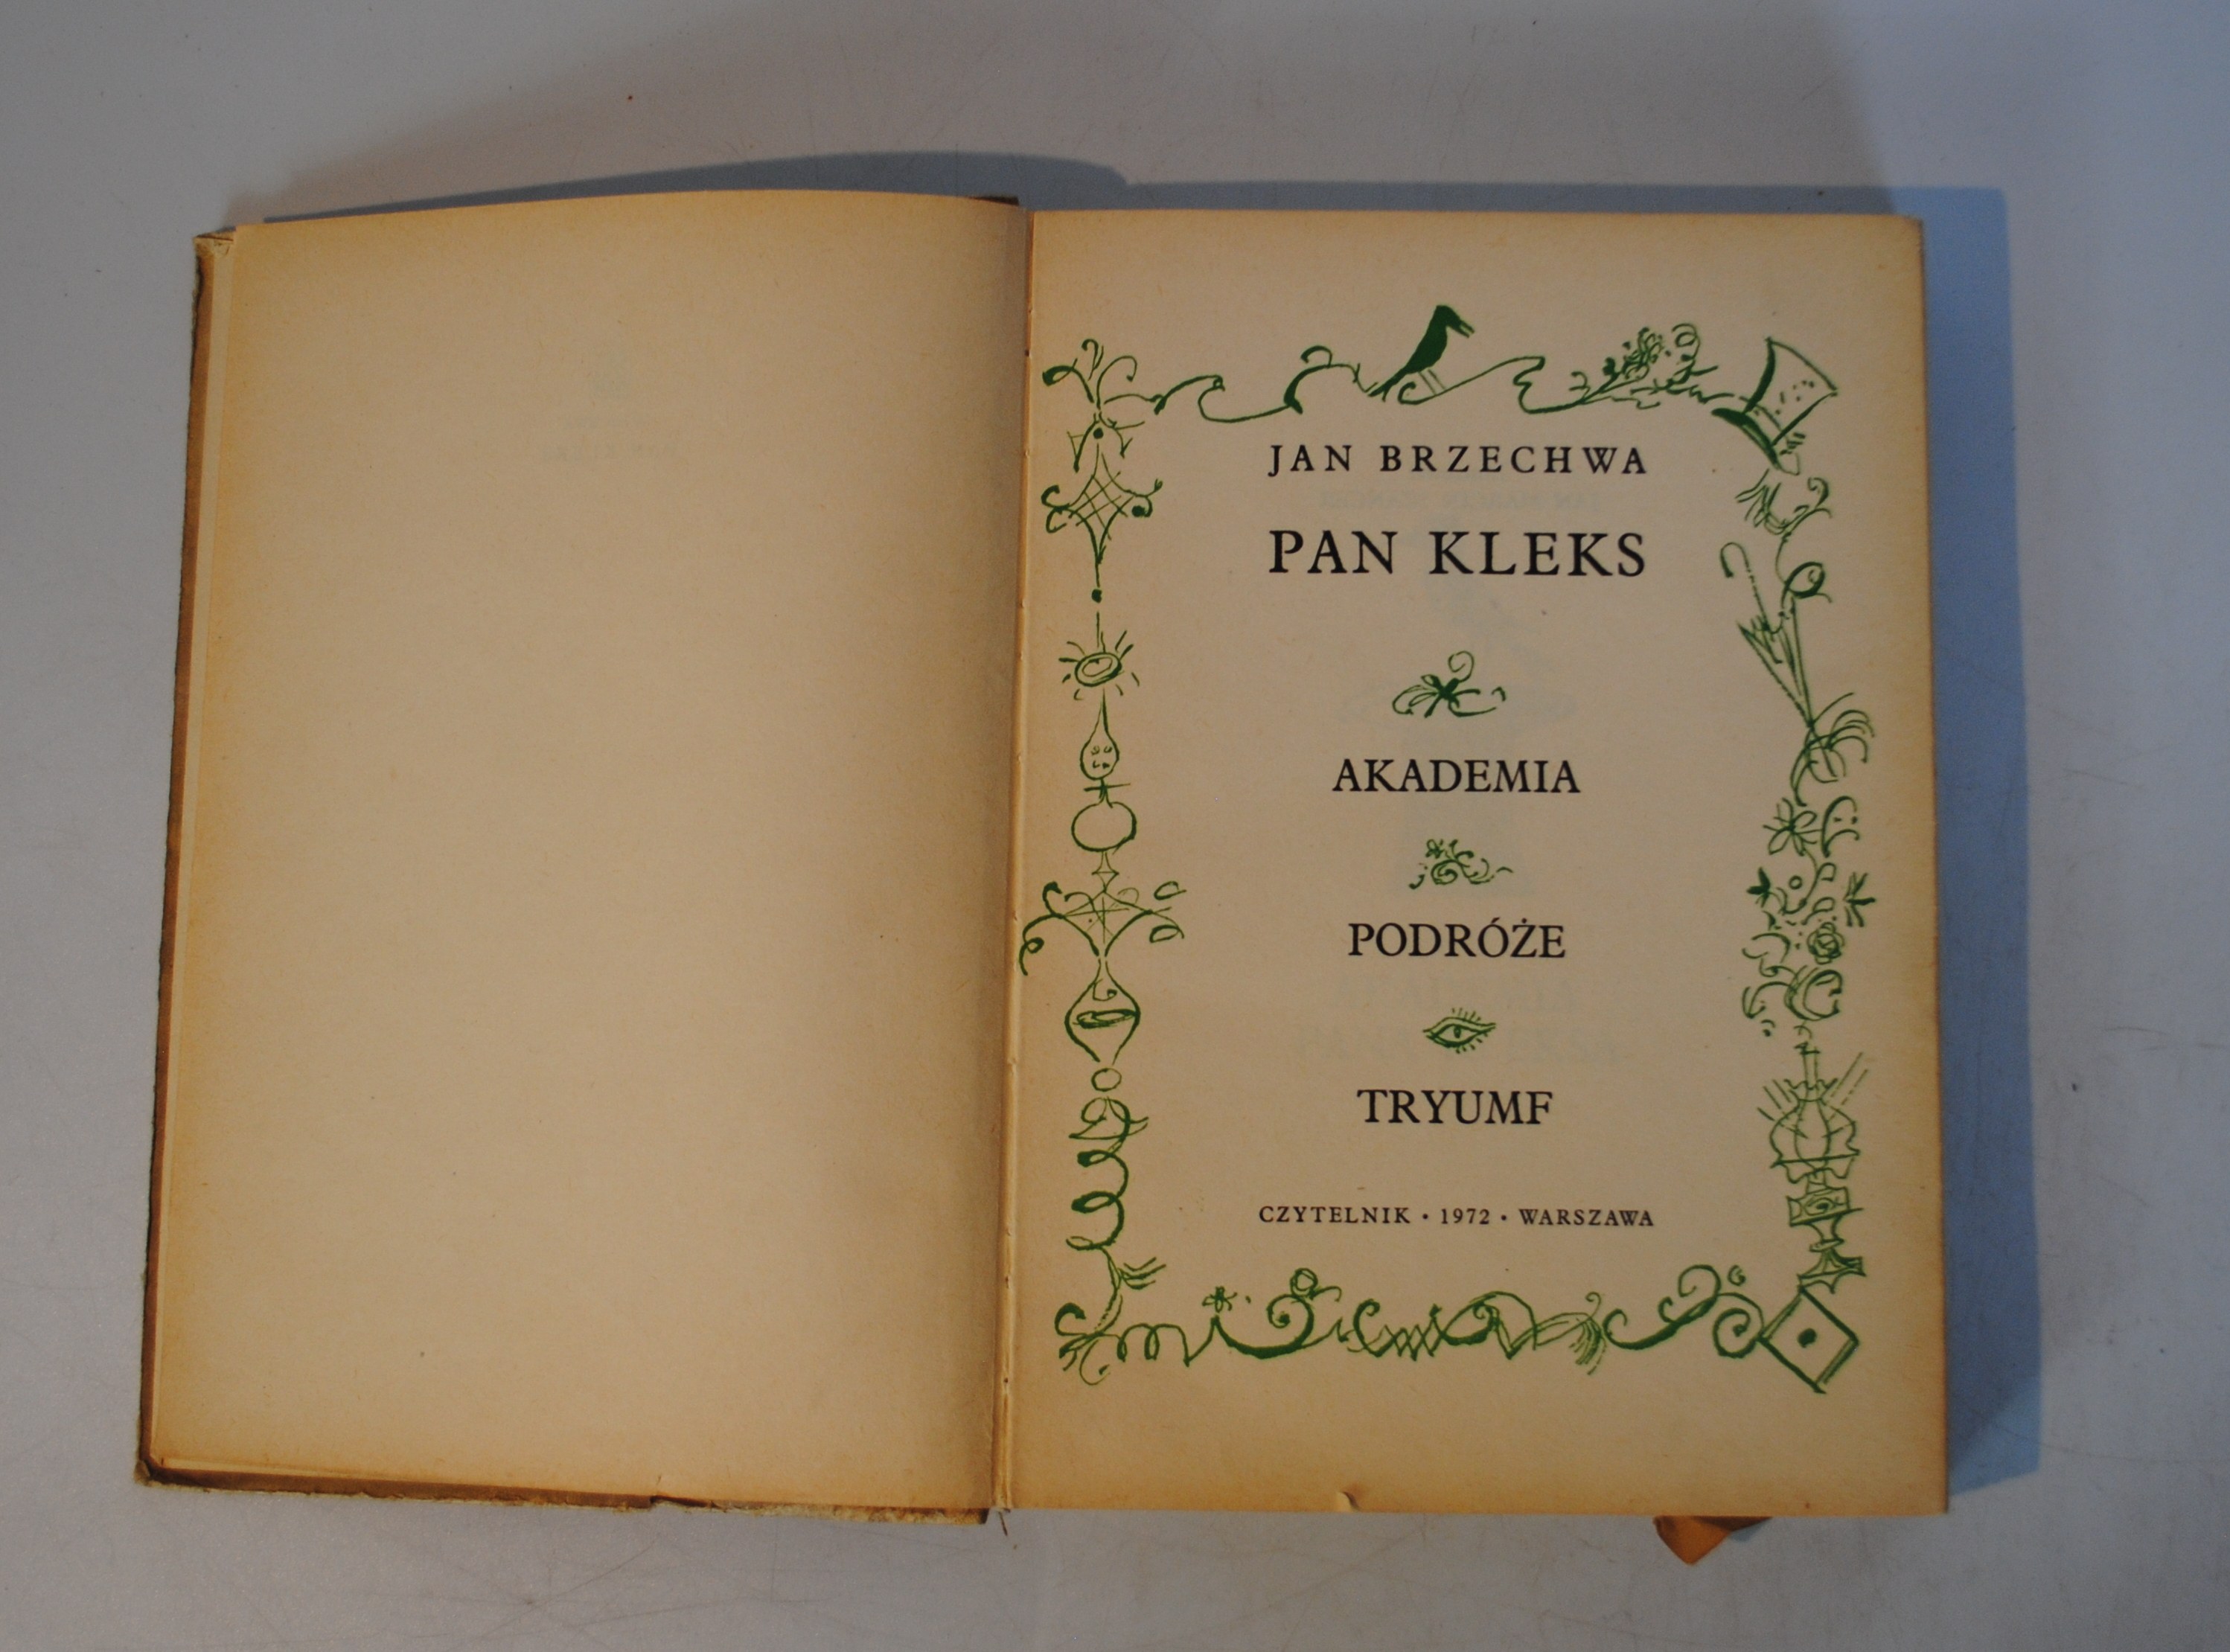 JAN BRZECHWA
PAN KLEKS
AKADEMIA
PODRÓŻE
TRYUMF
CZYTELNIK • 1972 • WARSZAWA